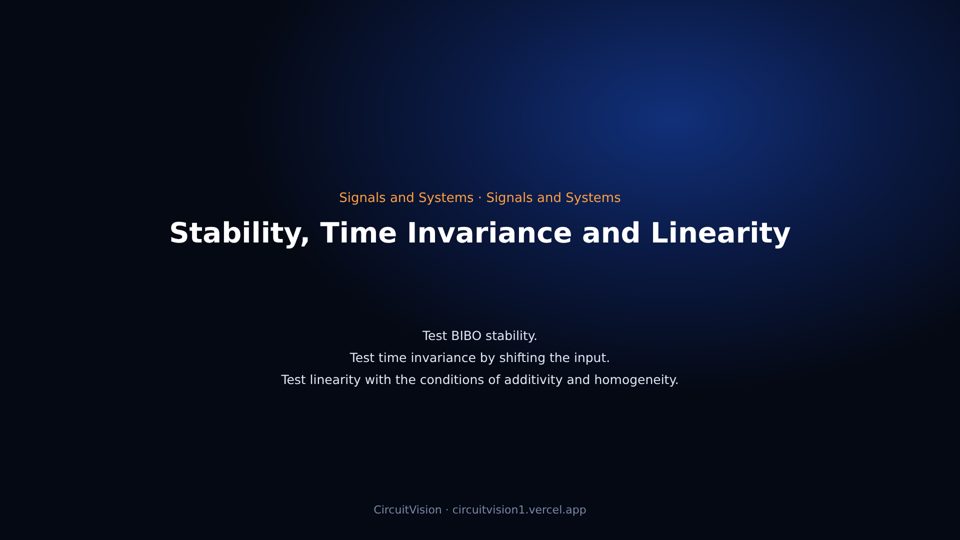 Signals and Systems · Signals and Systems
Stability, Time Invariance and Linearity
Test BIBO stability.
Test time invariance by shifting the input.
Test linearity with the conditions of additivity and homogeneity.
CircuitVision · circuitvision1.vercel.app